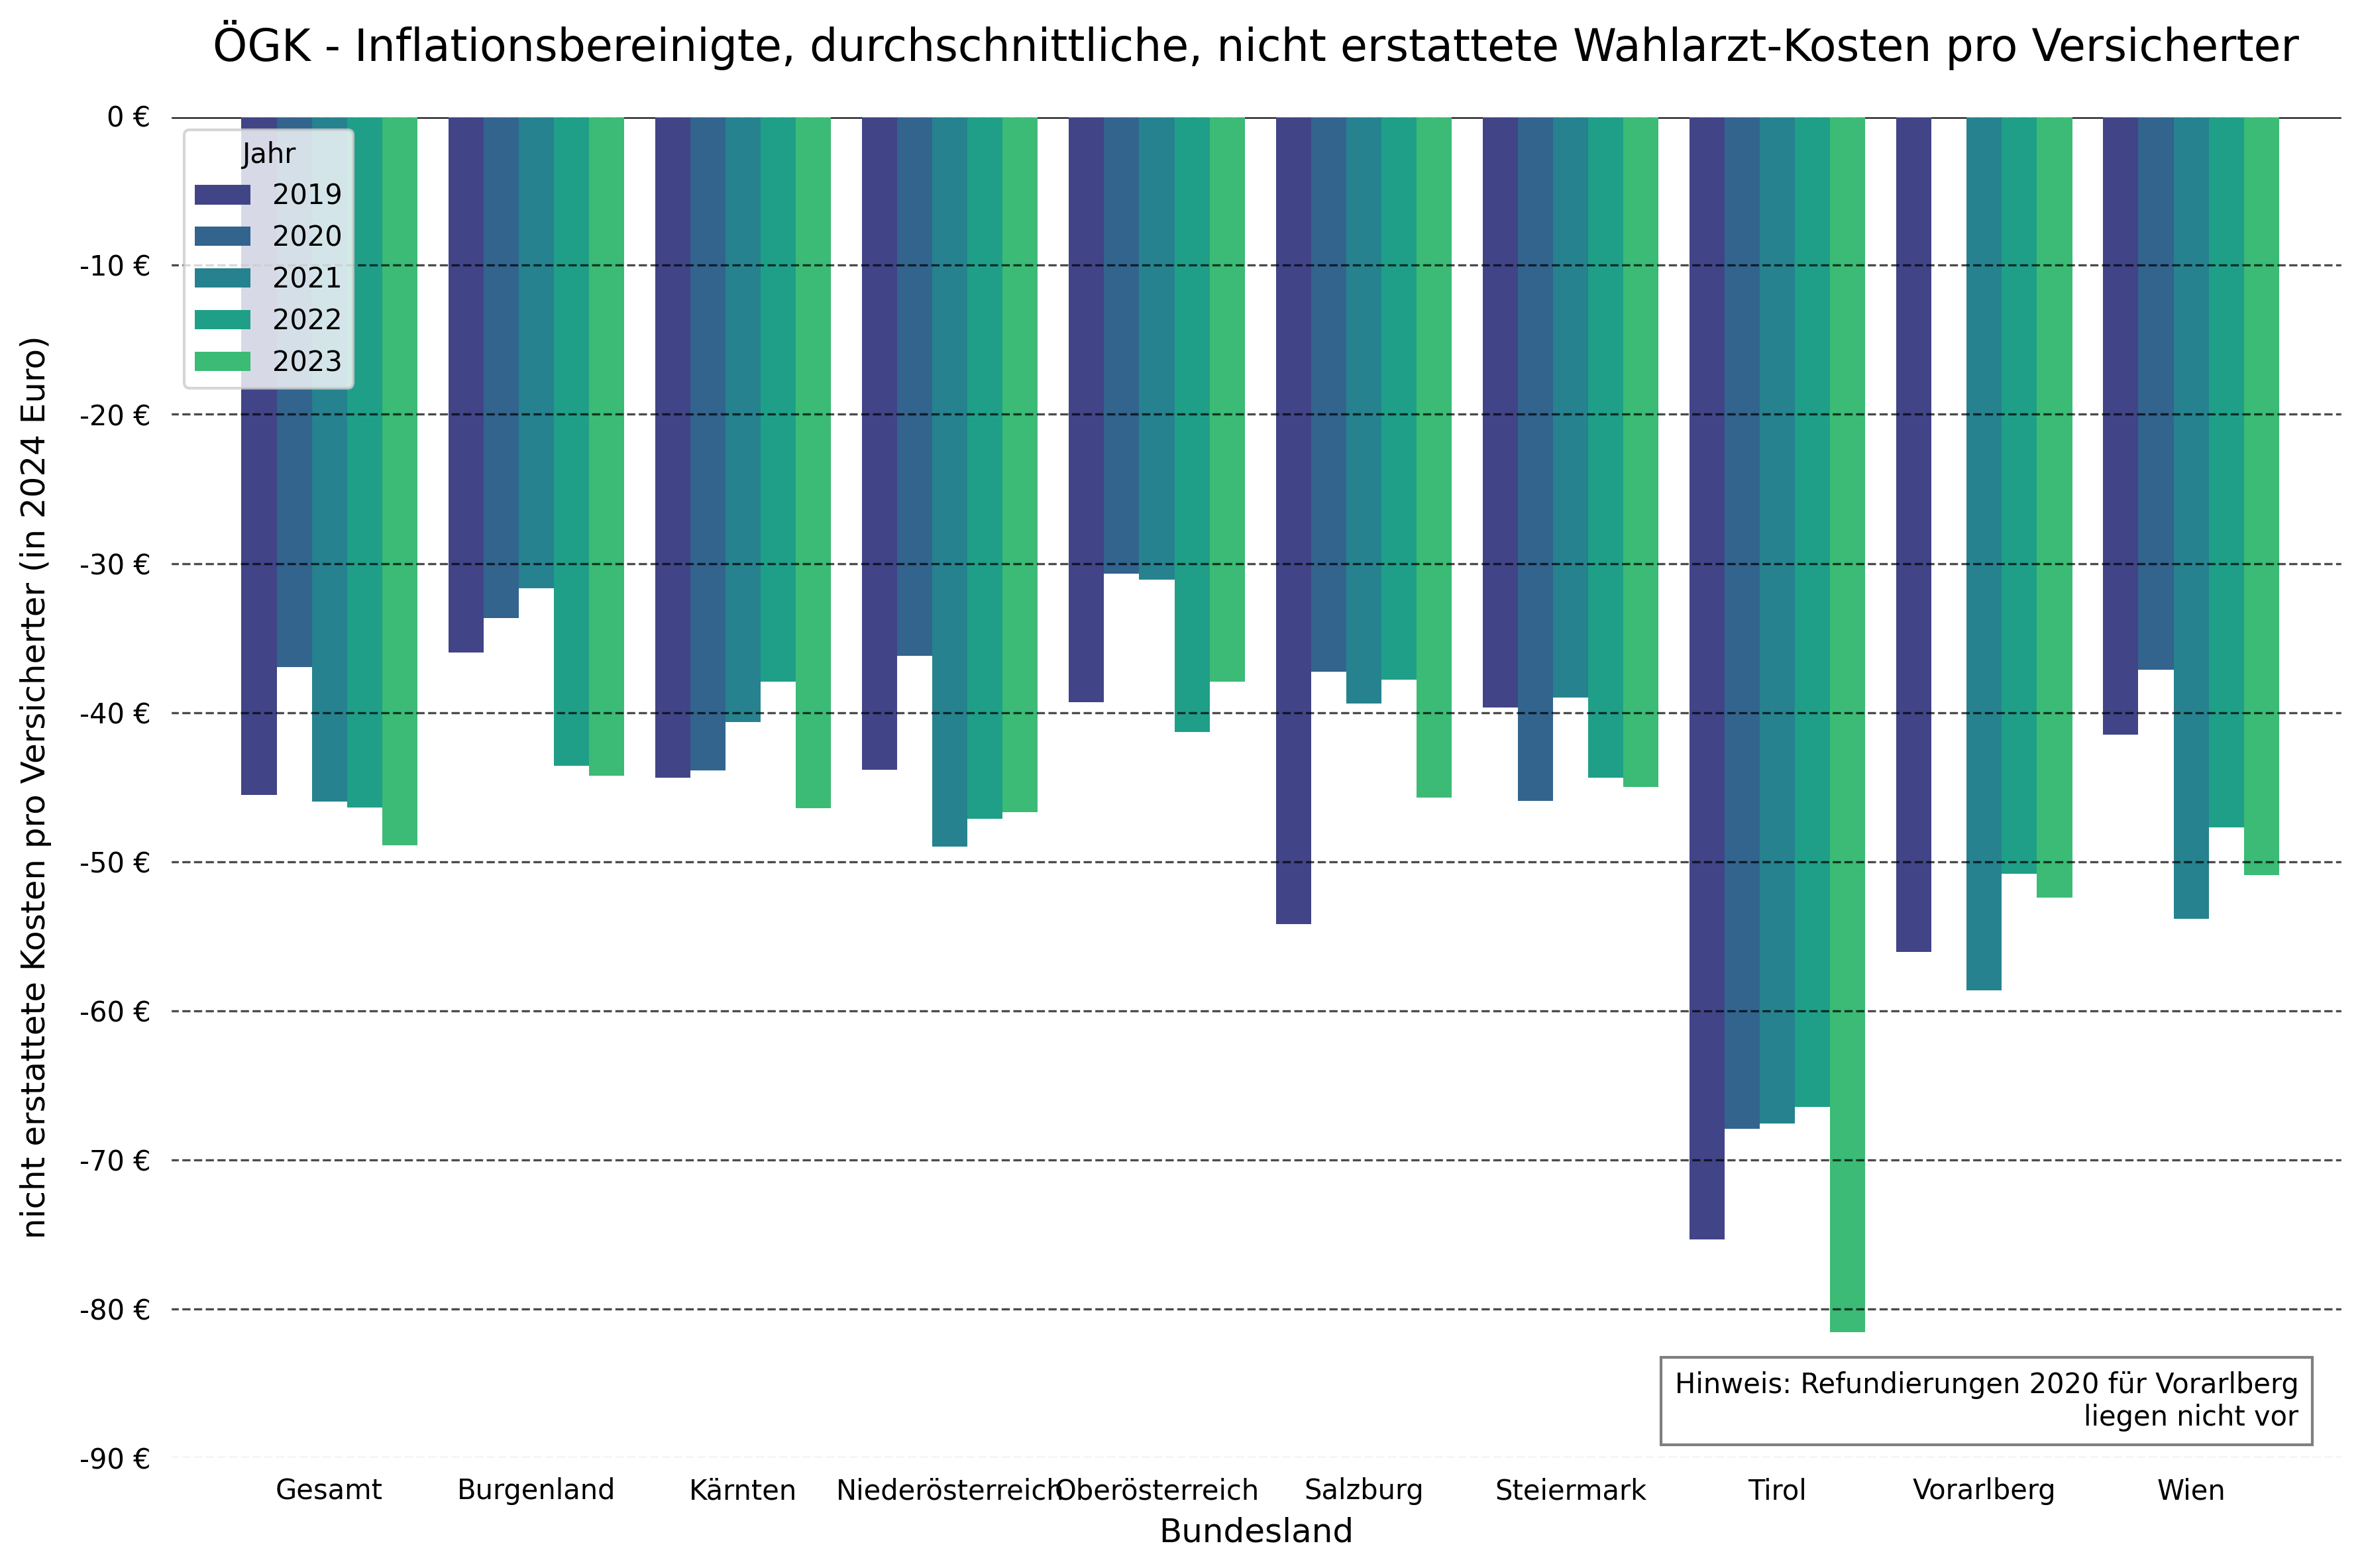 ÖGK - Inflationsbereinigte, durchschnittliche, nicht erstattete Wahlarzt-Kosten pro Versicherter
nicht erstattete Kosten pro Versicherter (in 2024 Euro)
0 €
-10 €
-20 €
-30 €
-40 €
-50 €
-60 €
-70 €
-80 €
-90 €
Jahr
2019
2020
2021
2022
2023
Hinweis: Refundierungen 2020 für Vorarlberg
liegen nicht vor
Gesamt Burgenland Kärnten Niederösterreich Oberösterreich Salzburg Steiermark Tirol Vorarlberg Wien
Bundesland